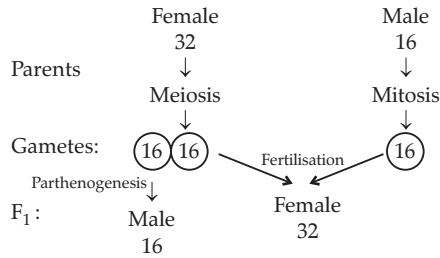 Female Male
32 16
Parents
Meiosis Mitosis
Gametes: 16 16 Fertilisation 16
Parthenogenesis
F1 : Male Female
16 32